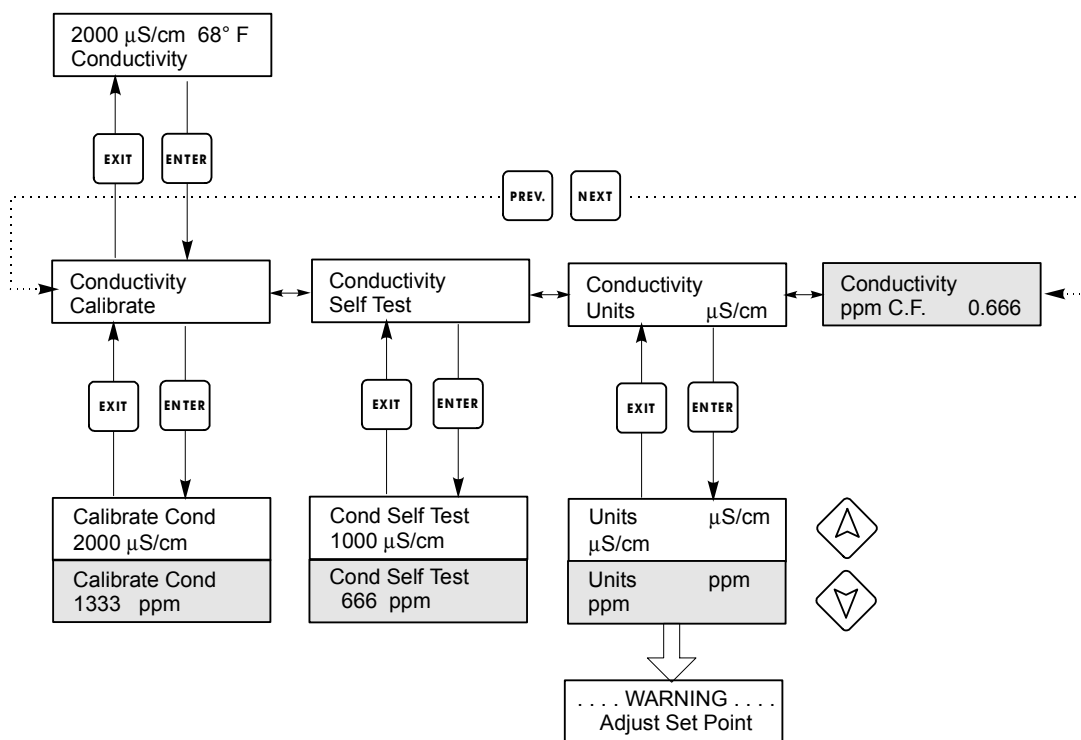 2000 μS/cm 68° F
Conductivity
EXIT
ENTER
PREV.
NEXT
Conductivity
Calibrate
Conductivity
Self Test
Conductivity
Units μS/cm
Conductivity
ppm C.F. 0.666
EXIT
ENTER
EXIT
ENTER
EXIT
ENTER
Calibrate Cond
2000 μS/cm
Calibrate Cond
1333 ppm
Cond Self Test
1000 μS/cm
Cond Self Test
666 ppm
Units μS/cm
μS/cm
Units ppm
ppm
. . . . WARNING . . . .
Adjust Set Point